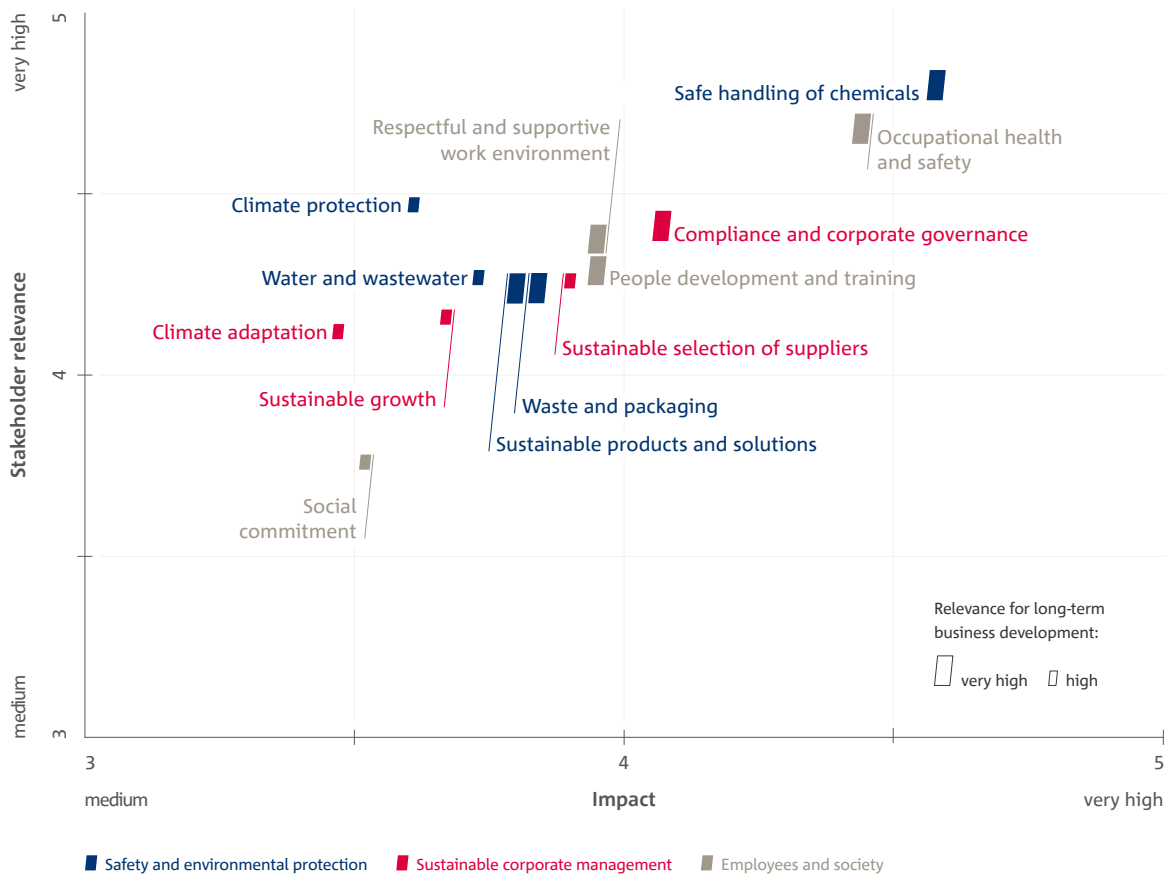 very high
5
Safe handling of chemicals
Respectful and supportive
work environment
Occupational health
and safety
Climate protection
Compliance and corporate governance
Water and wastewater
People development and training
Climate adaptation
Sustainable selection of suppliers
Stakeholder relevance
4
Sustainable growth
Waste and packaging
Sustainable products and solutions
Social
commitment
Relevance for long-term
business development:
very high
high
medium
3
3
4
5
medium
Impact
very high
Safety and environmental protection
Sustainable corporate management
Employees and society